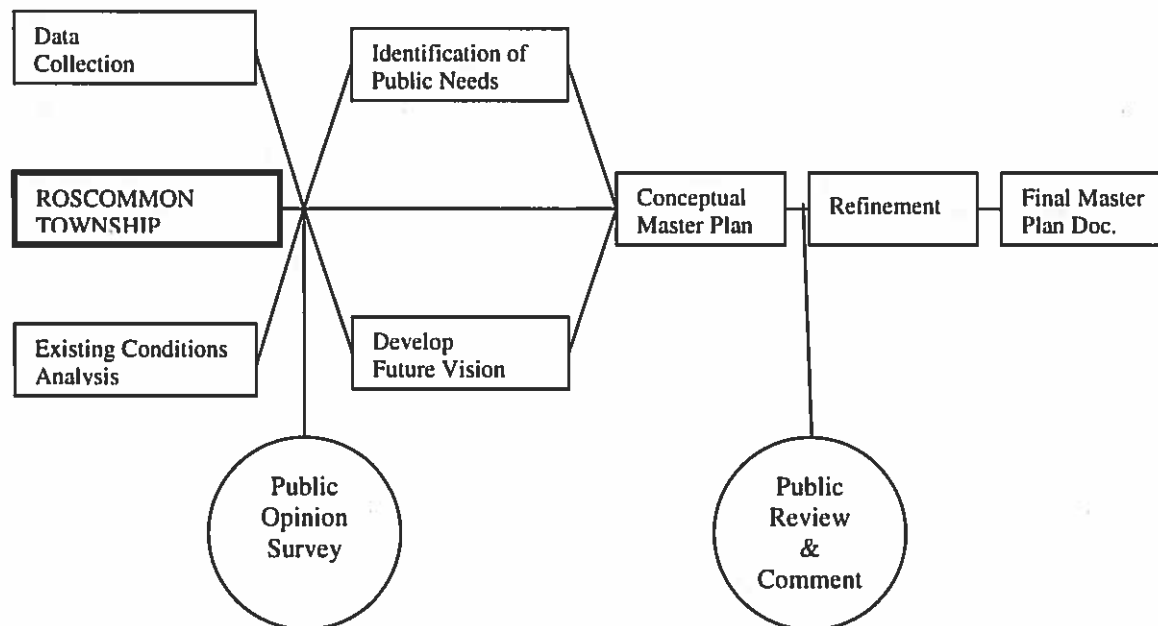 Data
Collection
Identification of
Public Needs
ROSCOMMON
TOWNSHIP
Conceptual
Master Plan
Refinement
Final Master
Plan Doc.
Existing Conditions
Analysis
Develop
Future Vision
Public
Opinion
Survey
Public
Review
&
Comment